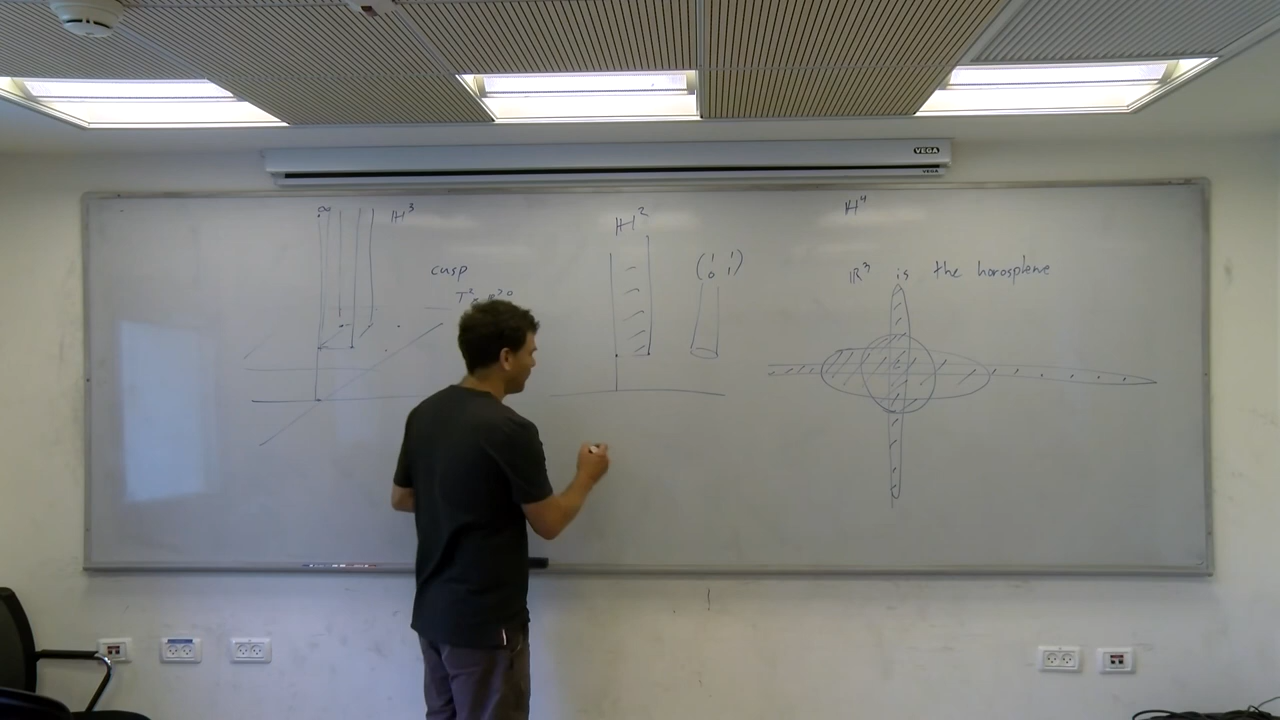 VEGA
VEGA
∞
ℍ³
cusp
ℍ²
(1 1
0 1)
ℍ⁴
ℝ³ is the horosphere